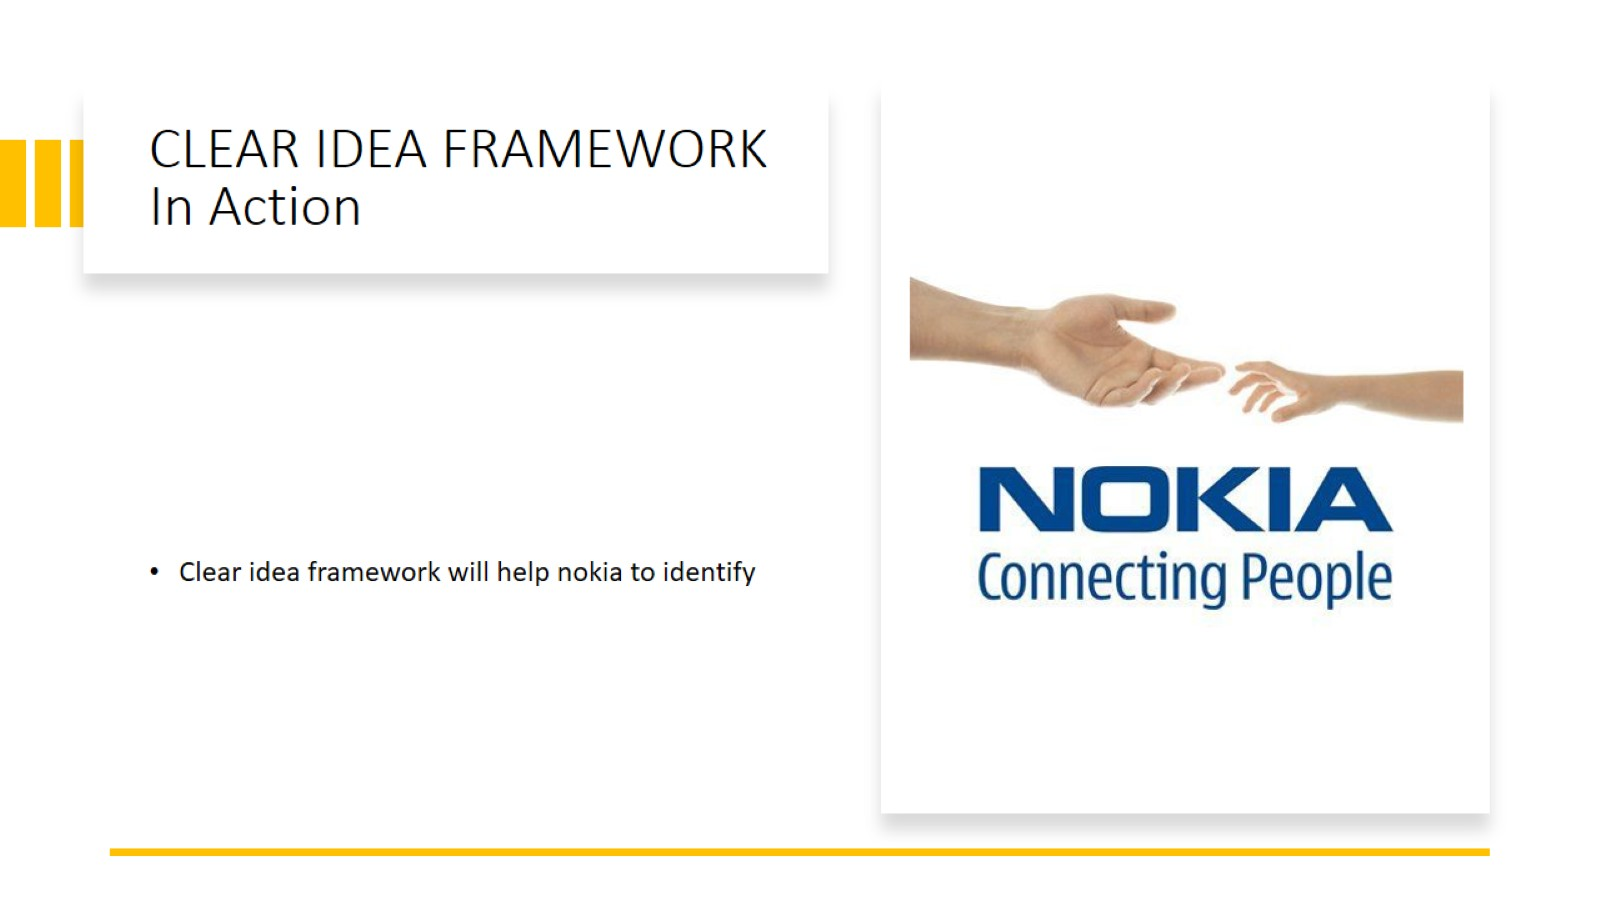 CLEAR IDEA FRAMEWORK
In Action
• Clear idea framework will help nokia to identify
NOKIA
Connecting People